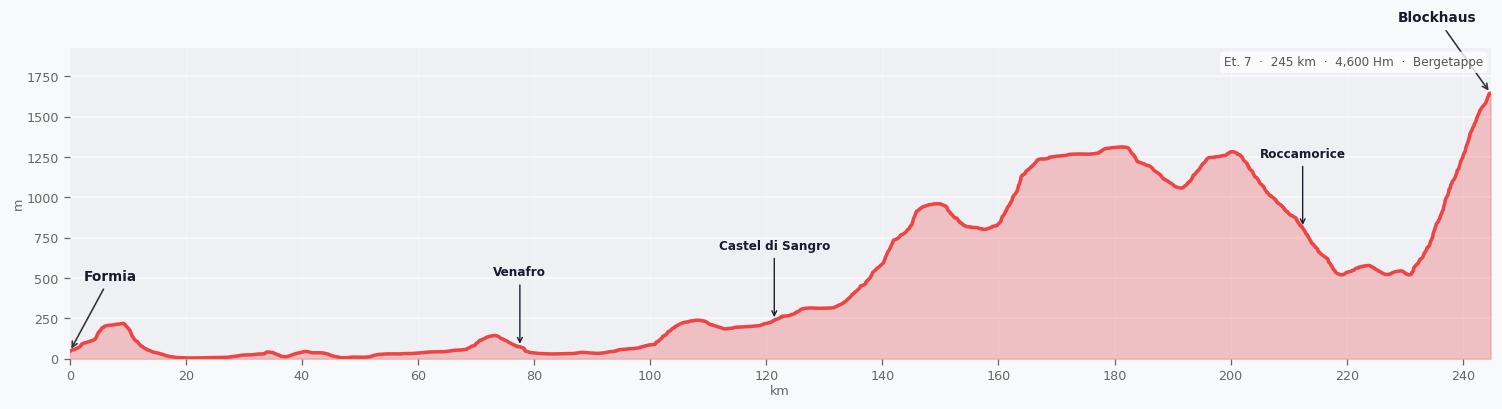 Blockhaus
Et. 7 · 245 km · 4,600 Hm · Bergetappe
1750
1500
1250
1000
750
500
250
0
m
Roccamorice
Castel di Sangro
Venafro
Formia
0 20 40 60 80 100 120 140 160 180 200 220 240
km